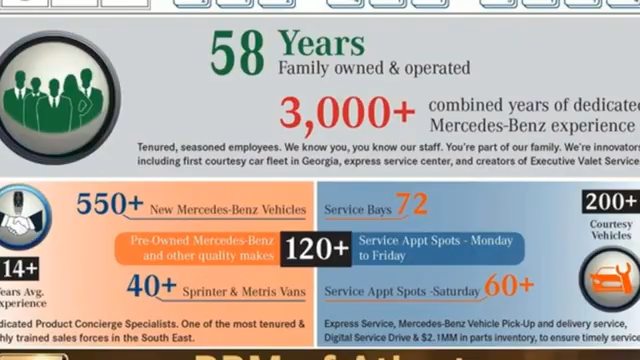 58 Years
Family owned & operated
3,000+ combined years of dedicated
Mercedes-Benz experience
Tenured, seasoned employees. We know you, you know our staff. You're part of our family. We're innovators
including first courtesy car fleet in Georgia, express service center, and creators of Executive Valet Service
550+ New Mercedes-Benz Vehicles
Pre-Owned Mercedes-Benz
and other quality makes
120+
40+ Sprinter & Metris Vans
14+
Years Avg.
Experience
dicated Product Concierge Specialists. One of the most tenured &
hly trained sales forces in the South East.
Service Bays 72
Service Appt Spots - Monday
to Friday
Service Appt Spots -Saturday 60+
200+
Courtesy
Vehicles
Express Service, Mercedes-Benz Vehicle Pick-Up and delivery service,
Digital Service Drive & $2.1MM in parts inventory, to ensure timely service